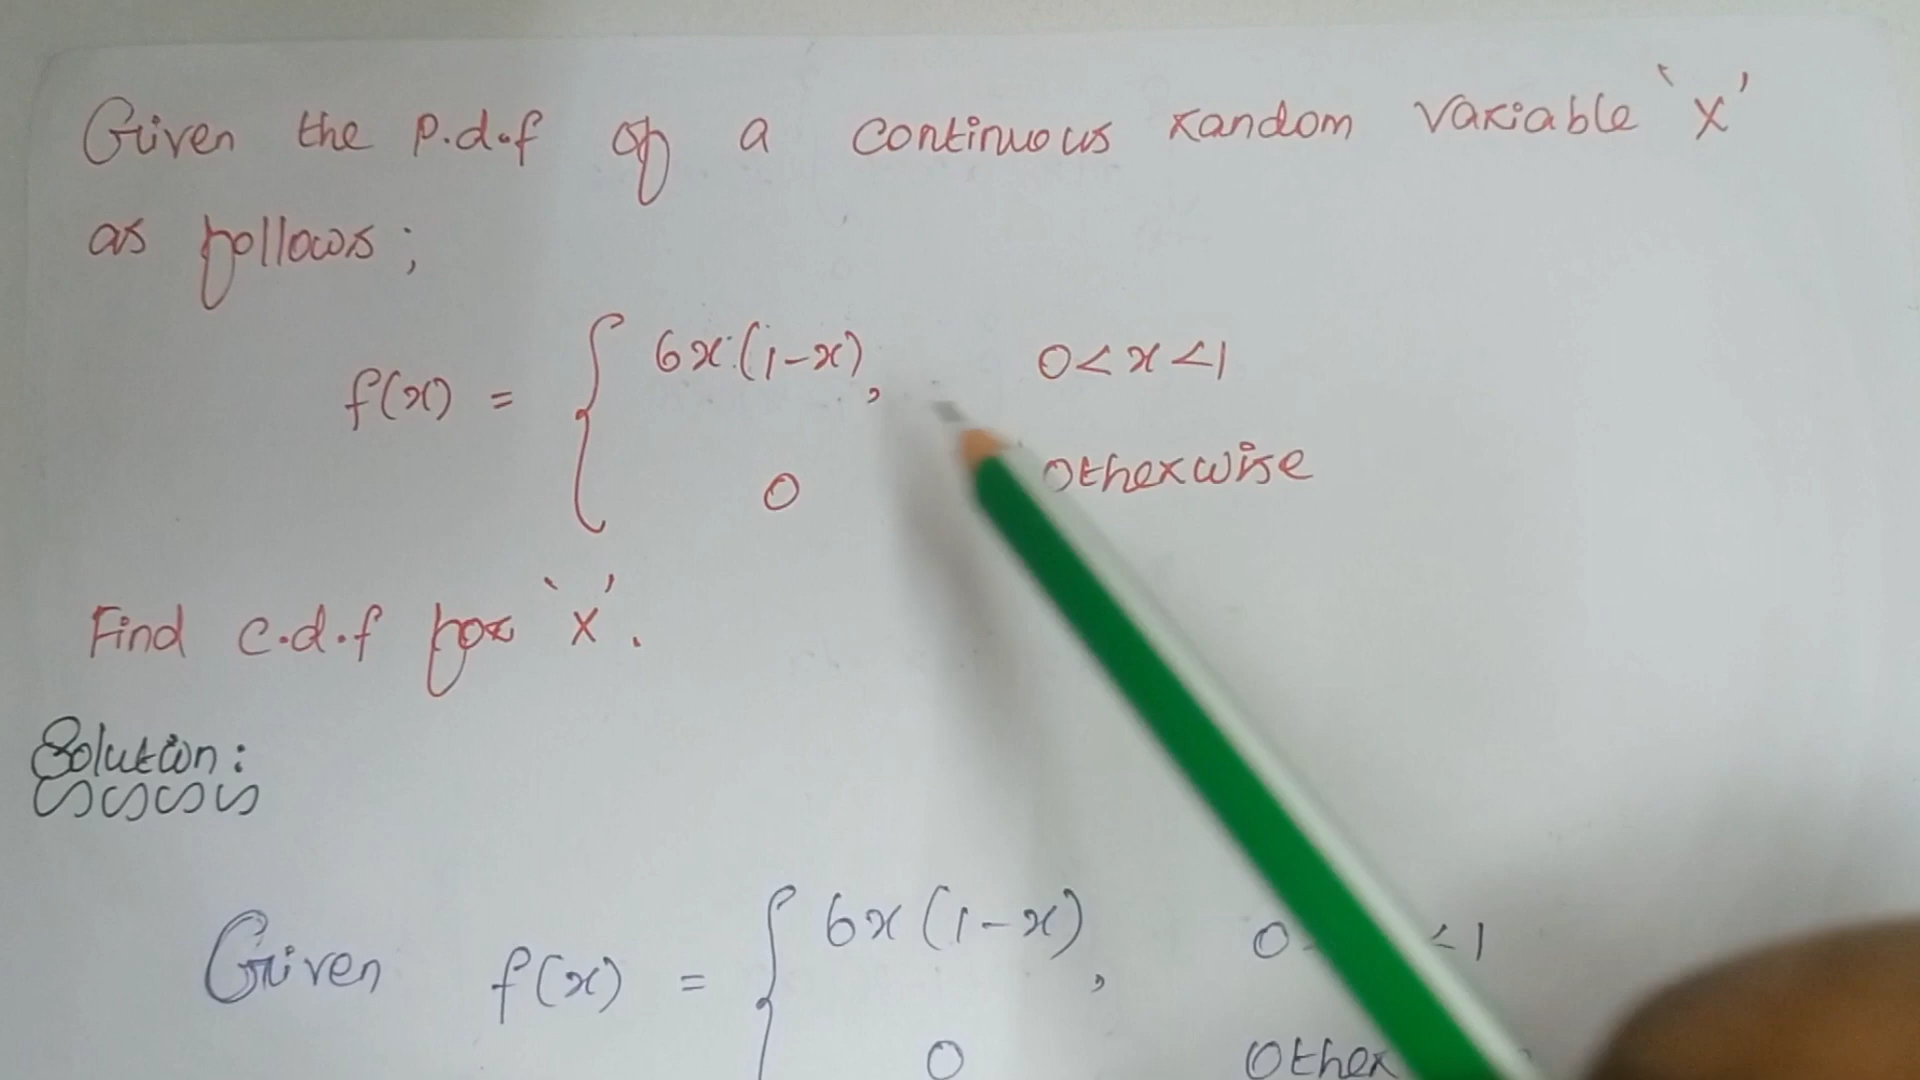 Given the p.d.f of a continuous random variable 'X'
as follows;
f(x) = { 6x.(1-x), 0<x<1
0 otherwise
Find c.d.f for 'X'.
Solution:
Given f(x) = { 6x(1-x), 0 <1
0